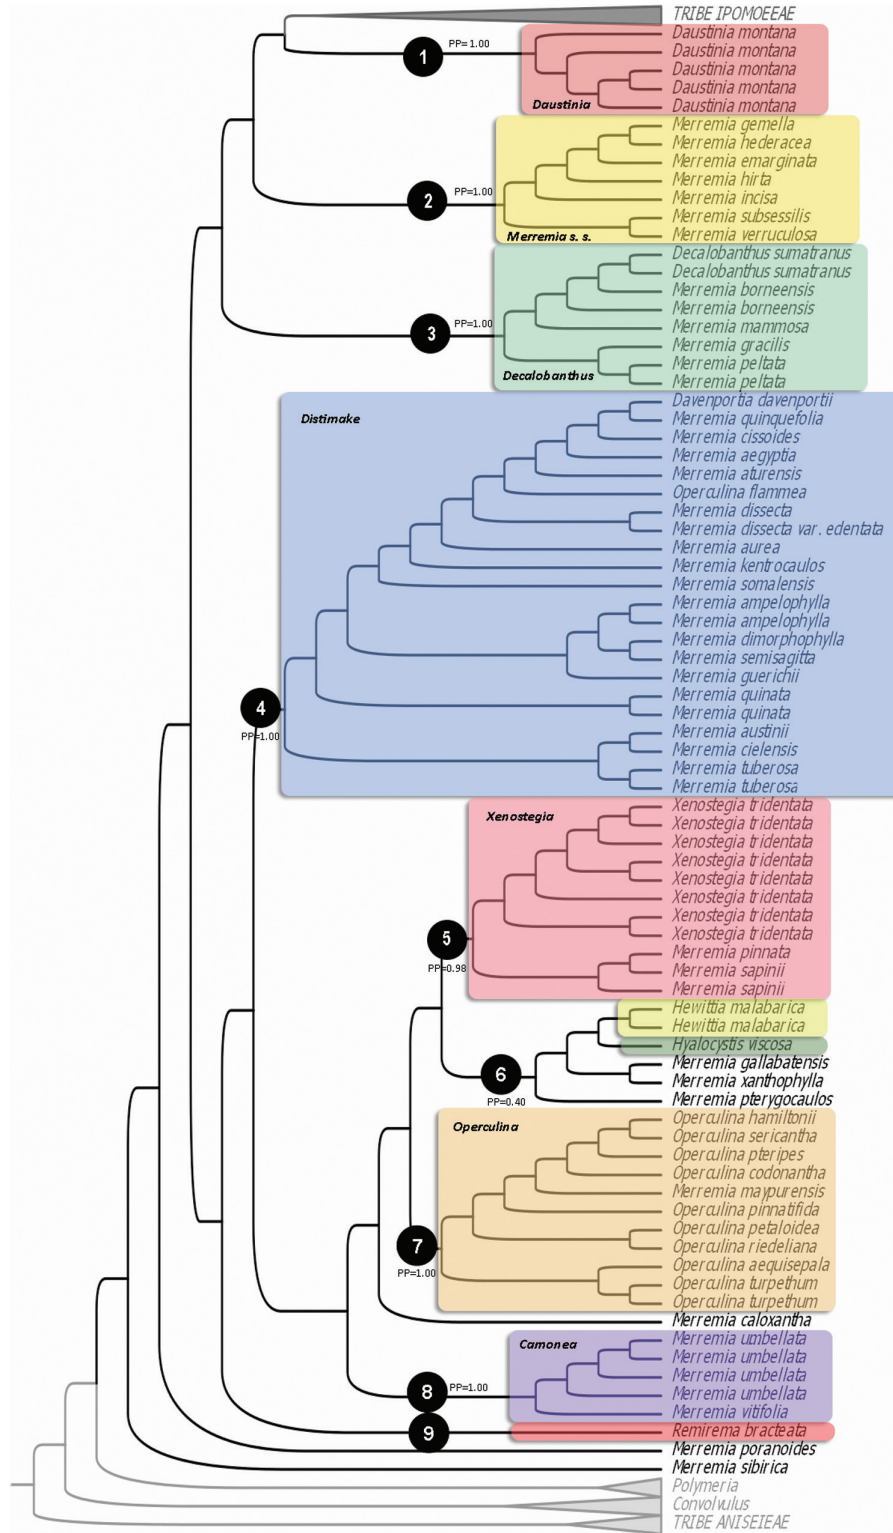 TRIBE IPOMOEEAE
Daustinia montana
1
PP= 1.00
Daustinia montana
Daustinia montana
Daustinia montana
Daustinia
Daustinia montana
Merremia gemella
Merremia hederacea
Merremia emarginata
2
PP=1.00
Merremia hirta
Merremia incisa
Merremia subsessilis
Merremia s. s.
Merremia verruculosa
Decalobanthus sumatranus
Decalobanthus sumatranus
Merremia borneensis
Merremia borneensis
3
PP=1.00
Merremia mammosa
Merremia gracilis
Merremia peltata
Decalobanthus
Merremia peltata
Davenportia davenportii
Distimake
Merremia quinquefolia
Merremia cissoides
Merremia aegyptia
Merremia aturensis
Operculina flammea
Merremia dissecta
Merremia dissecta var. edentata
Merremia aurea
Merremia kentrocaulos
Merremia somalensis
Merremia ampelophylla
Merremia ampelophylla
Merremia dimorphophylla
Merremia semisagitta
Merremia guerichii
Merremia quinata
4
Merremia quinata
PP=1.00
Merremia austinii
Merremia cielensis
Merremia tuberosa
Merremia tuberosa
Xenostegia tridentata
Xenostegia
Xenostegia tridentata
Xenostegia tridentata
Xenostegia tridentata
Xenostegia tridentata
Xenostegia tridentata
Xenostegia tridentata
5
Xenostegia tridentata
Merremia pinnata
PP=0.98
Merremia sapinii
Merremia sapinii
Hewittia malabarica
Hewittia malabarica
Hyalocystis viscosa
Merremia gallabatensis
6
Merremia xanthophylla
PP=0.40
Merremia pterygocaulos
Operculina hamiltonii
Operculina
Operculina sericantha
Operculina pteripes
Operculina codonantha
Merremia maypurensis
Operculina pinnatifida
Operculina petaloidea
7
Operculina riedeliana
PP=1.00
Operculina aequisepala
Operculina turpethum
Operculina turpethum
Merremia caloxantha
Camonea
Merremia umbellata
Merremia umbellata
Merremia umbellata
8
PP=1.00
Merremia umbellata
Merremia vitifolia
9
Remirema bracteata
Merremia poranoides
Merremia sibirica
Polymeria
Convolvulus
TRIBE ANISEIEAE